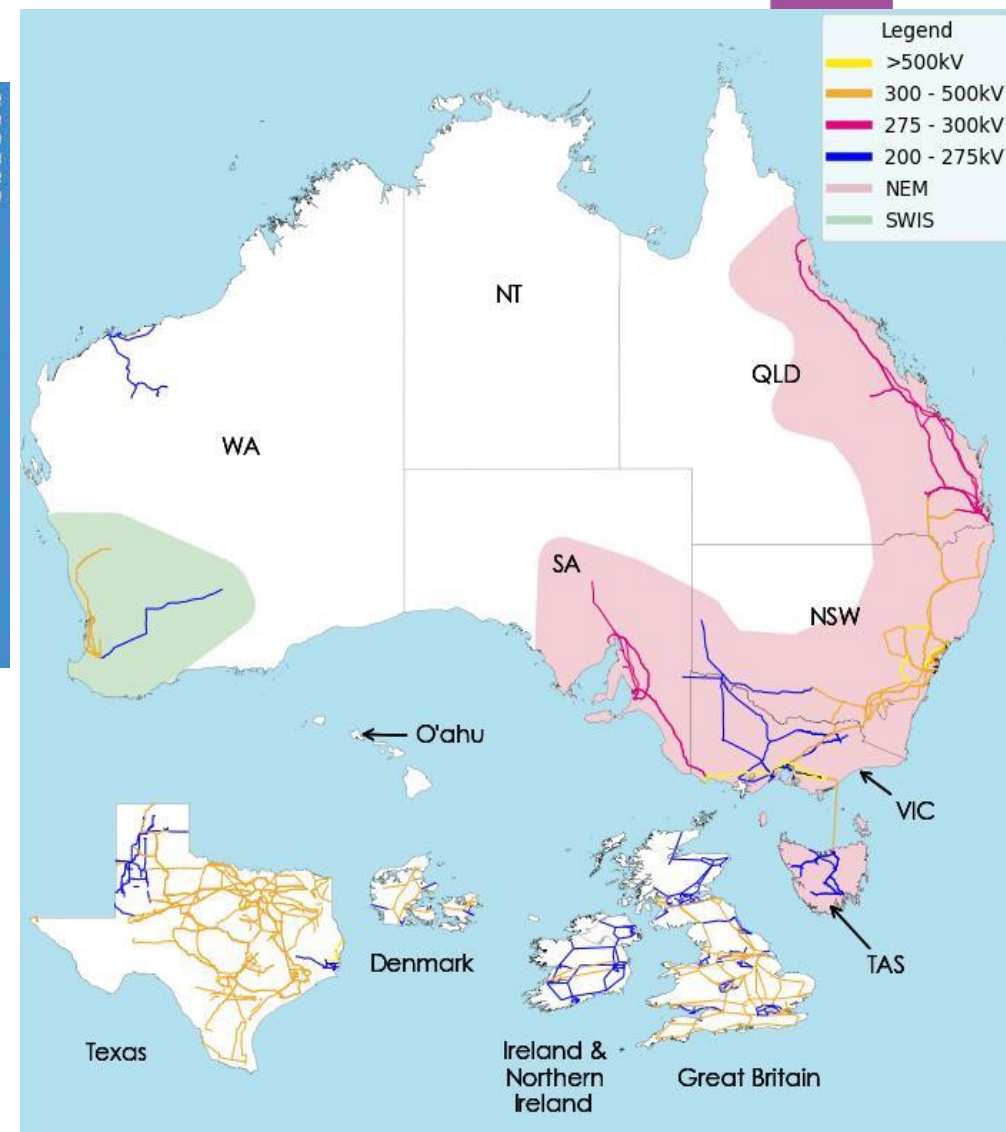 Legend
>500kV
300 - 500kV
275 - 300kV
200 - 275kV
NEM
SWIS
NT
QLD
WA
SA
NSW
O'ahu
VIC
TAS
Denmark
Texas
Ireland &
Northern
Ireland
Great Britain